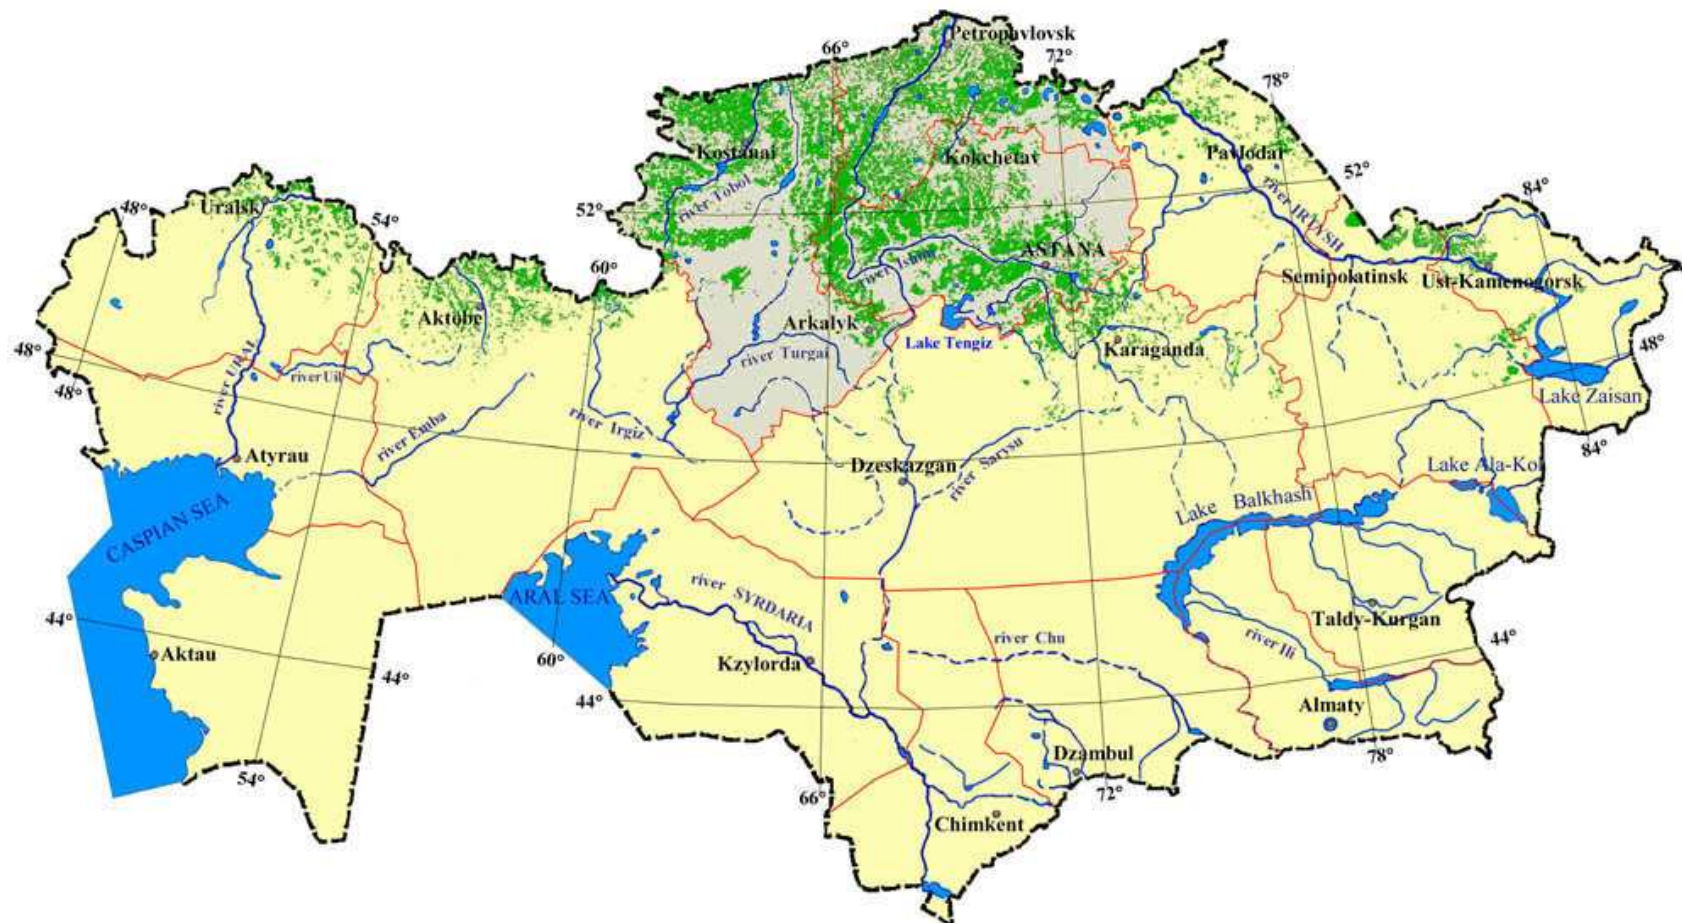 Petropavlovsk
66°
72°
78°
Kostanai
Kokchetav
Pavlodar
river Tobol
52°
52°
river IRTYSH
84°
48°
Uralsk
54°
60°
river Ishim
ASTANA
Semipolatinsk
Ust-Kamenogorsk
Aktobe
Arkalyk
Lake Tengiz
Karaganda
48°
48°
48°
river URAL
river Uil
river Turgai
Lake Zaisan
river Emba
river Irgiz
84°
Atyrau
Dzeskazgan
river Sarysu
Lake Ala-Kol
CASPIAN SEA
Lake Balkhash
ARAL SEA
river SYRDARIA
44°
river Chu
Taldy-Kurgan
river Ili
44°
Aktau
44°
60°
Kzylorda
44°
Almaty
54°
66°
Dzambul
72°
78°
Chimkent